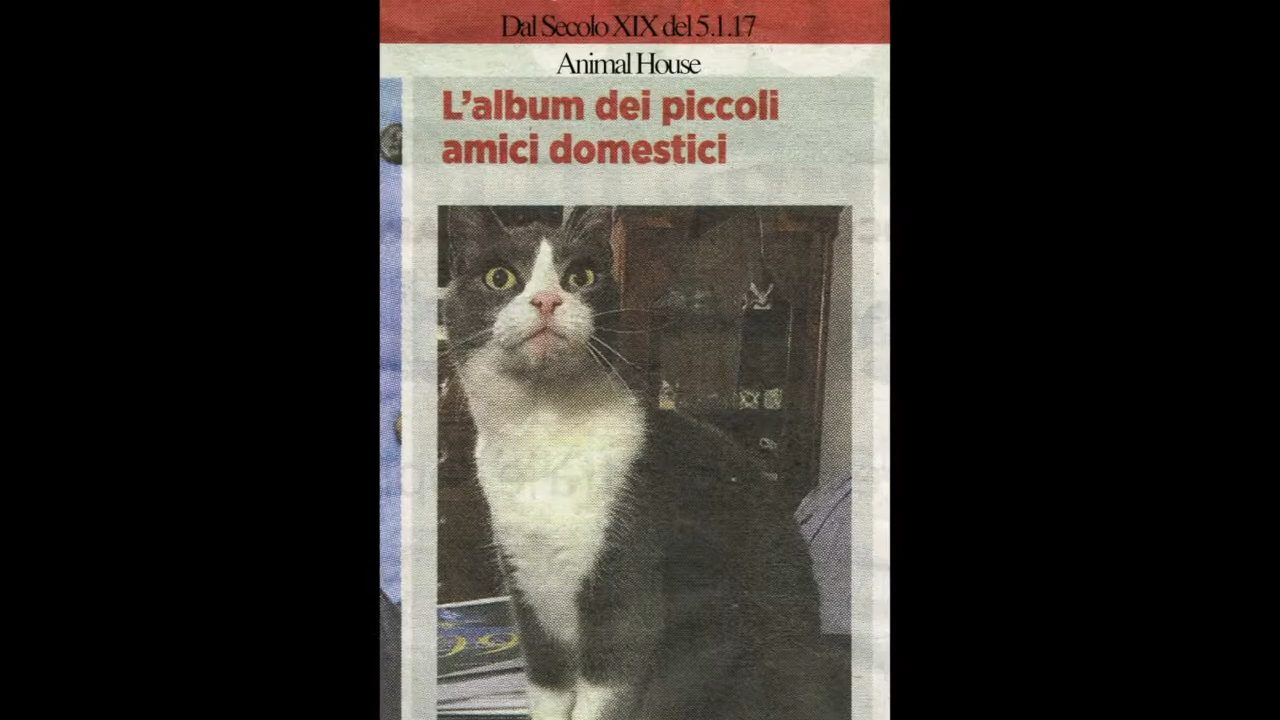 Dal Secolo XIX del 5.1.17
Animal House
L'album dei piccoli
amici domestici